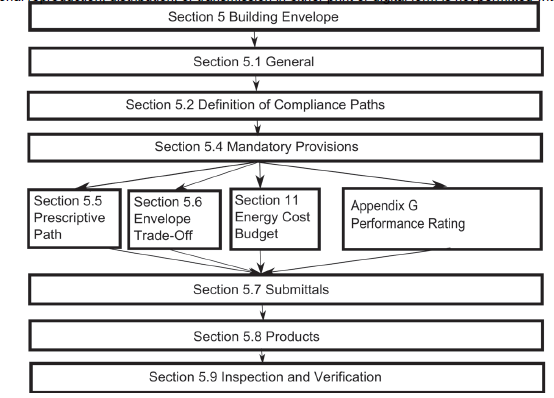 Section 5 Building Envelope
Section 5.1 General
Section 5.2 Definition of Compliance Paths
Section 5.4 Mandatory Provisions
Section 5.5
Prescriptive
Path
Section 5.6
Envelope
Trade-Off
Section 11
Energy Cost
Budget
Appendix G
Performance Rating
Section 5.7 Submittals
Section 5.8 Products
Section 5.9 Inspection and Verification